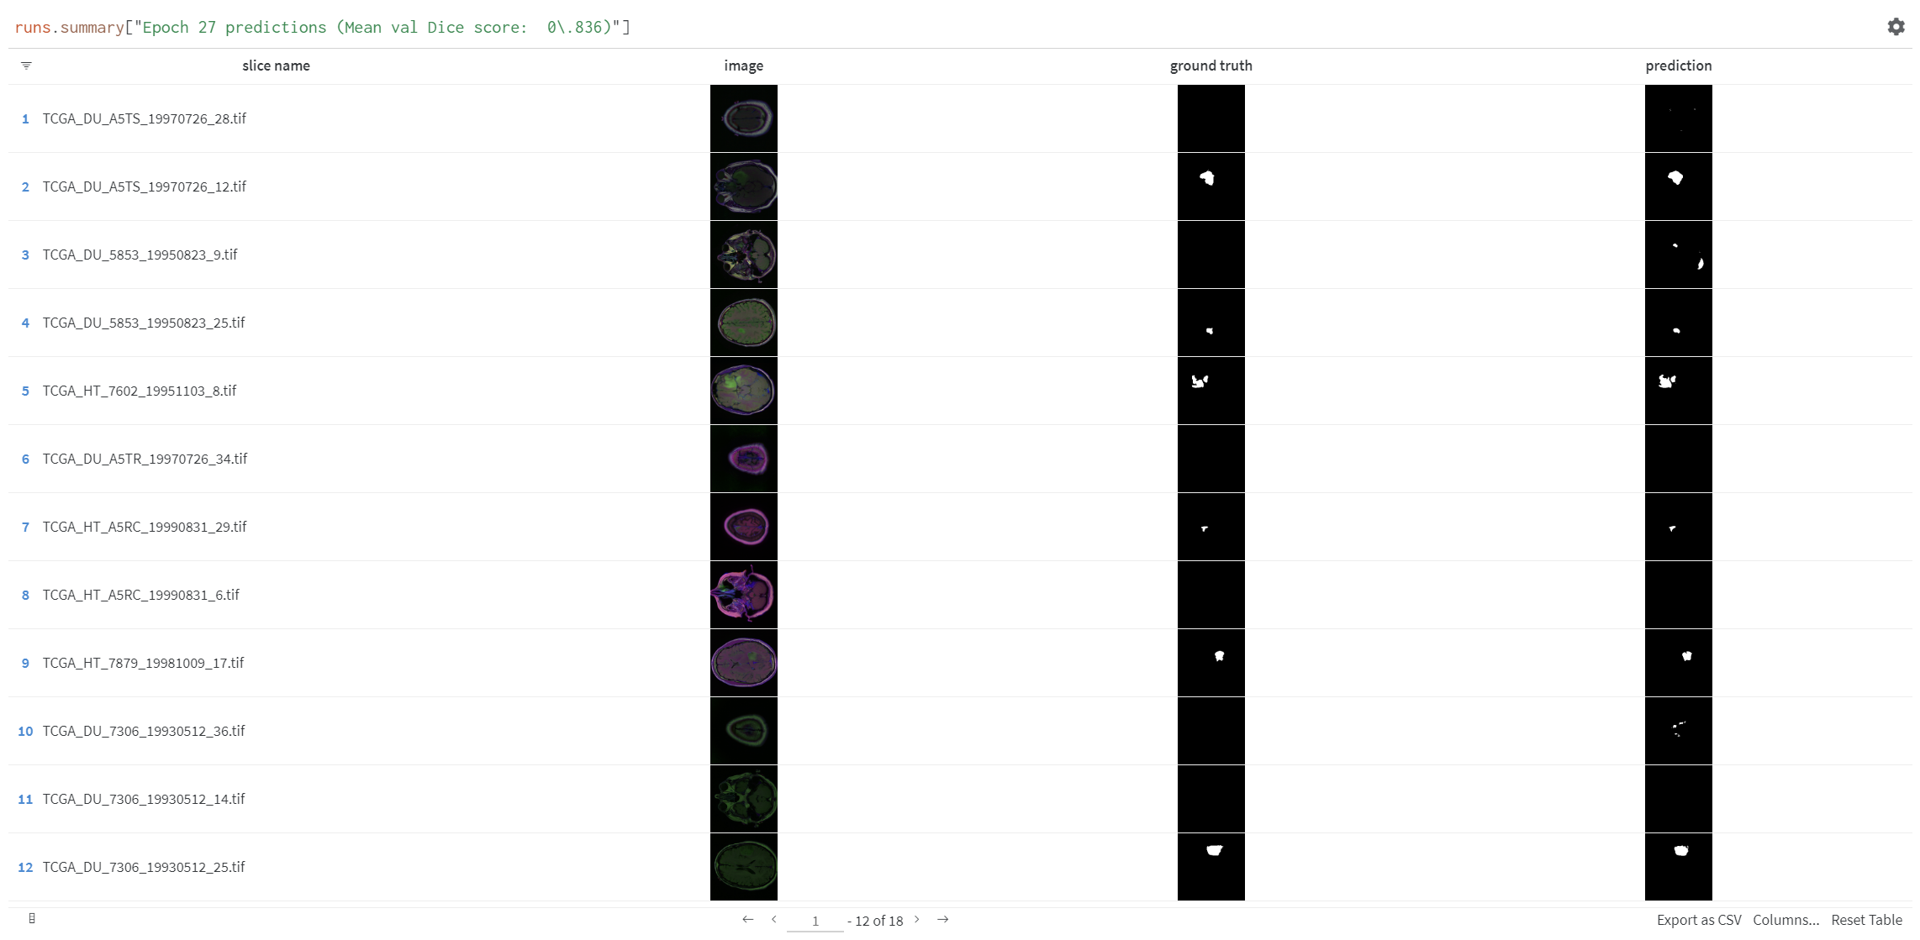 runs.summary["Epoch 27 predictions (Mean val Dice score:  0\.836)"]
slice name image ground truth prediction
1 TCGA_DU_A5TS_19970726_28.tif
2 TCGA_DU_A5TS_19970726_12.tif
3 TCGA_DU_5853_19950823_9.tif
4 TCGA_DU_5853_19950823_25.tif
5 TCGA_HT_7602_19951103_8.tif
6 TCGA_DU_A5TR_19970726_34.tif
7 TCGA_HT_A5RC_19990831_29.tif
8 TCGA_HT_A5RC_19990831_6.tif
9 TCGA_HT_7879_19981009_17.tif
10 TCGA_DU_7306_19930512_36.tif
11 TCGA_DU_7306_19930512_14.tif
12 TCGA_DU_7306_19930512_25.tif
1 - 12 of 18 Export as CSV Columns... Reset Table